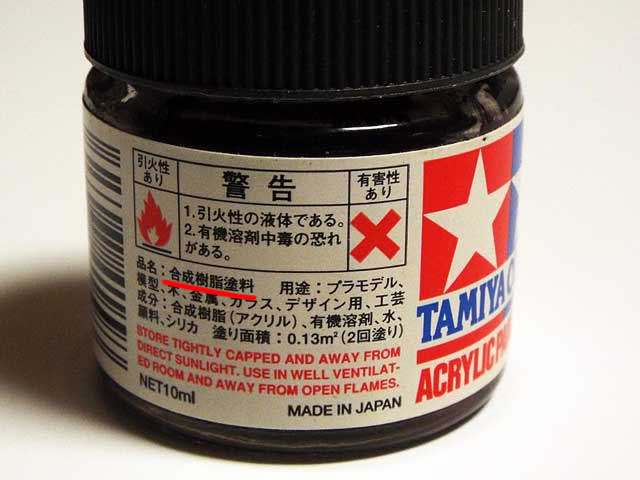 引火性
あり
警告
有害性
あり
1.引火性の液体である。
2.有機溶剤中毒の恐れ
がある。
品名：合成樹脂塗料　用途：プラモデル、
模型、木、金属、ガラス、デザイン用、工芸
成分：合成樹脂（アクリル）、有機溶剤、水、
顔料、シリカ　塗り面積：0.13m²（2回塗り）
STORE TIGHTLY CAPPED AND AWAY FROM
DIRECT SUNLIGHT. USE IN WELL VENTILAT-
ED ROOM AND AWAY FROM OPEN FLAMES.
NET10ml
MADE IN JAPAN
TAMIYA
ACRYLIC